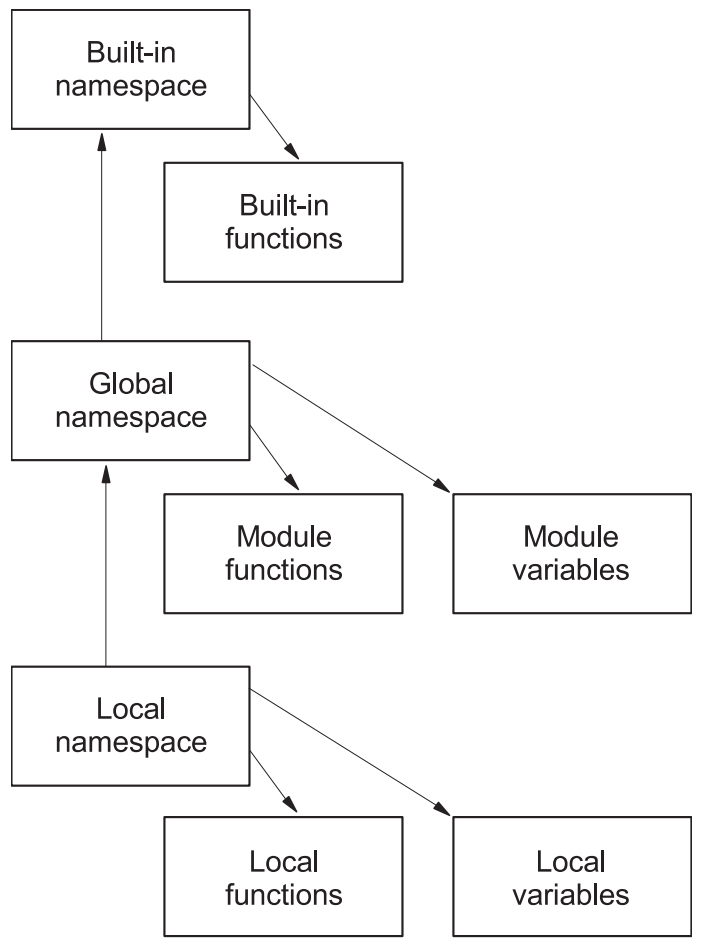 Built-in
namespace
Built-in
functions
Global
namespace
Module
functions
Module
variables
Local
namespace
Local
functions
Local
variables